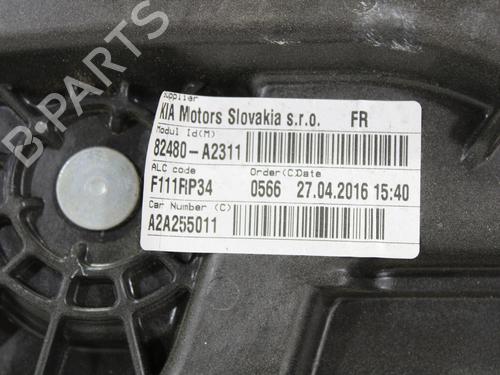 B-PARTS
Supplier
KIA Motors Slovakia s.r.o. FR
Modul Id(M)
82480-A2311
ALC code Order(C)Date
F111RP34 0566 27.04.2016 15:40
Car Number (C)
A2A255011